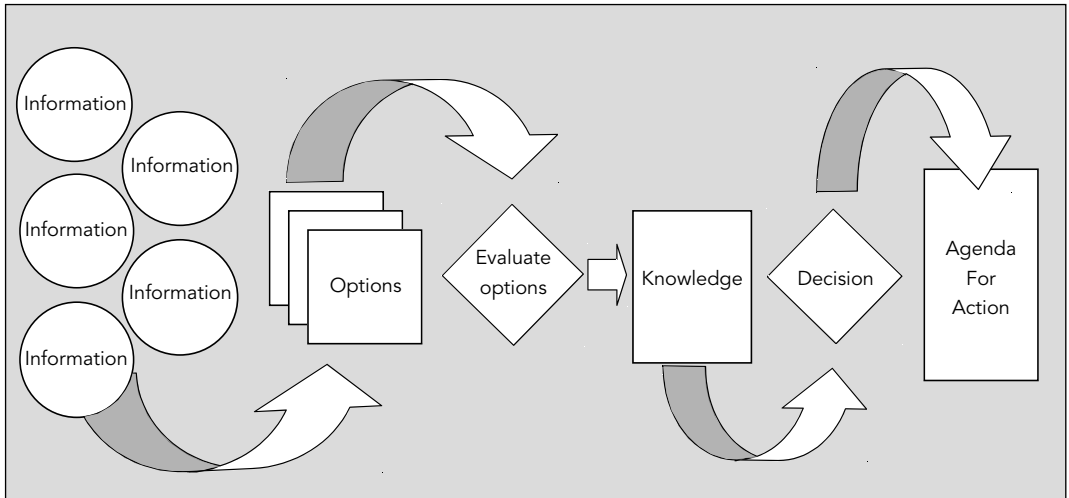 Information
Information
Information
Information
Information
Options
Evaluate
options
Knowledge
Decision
Agenda
For
Action